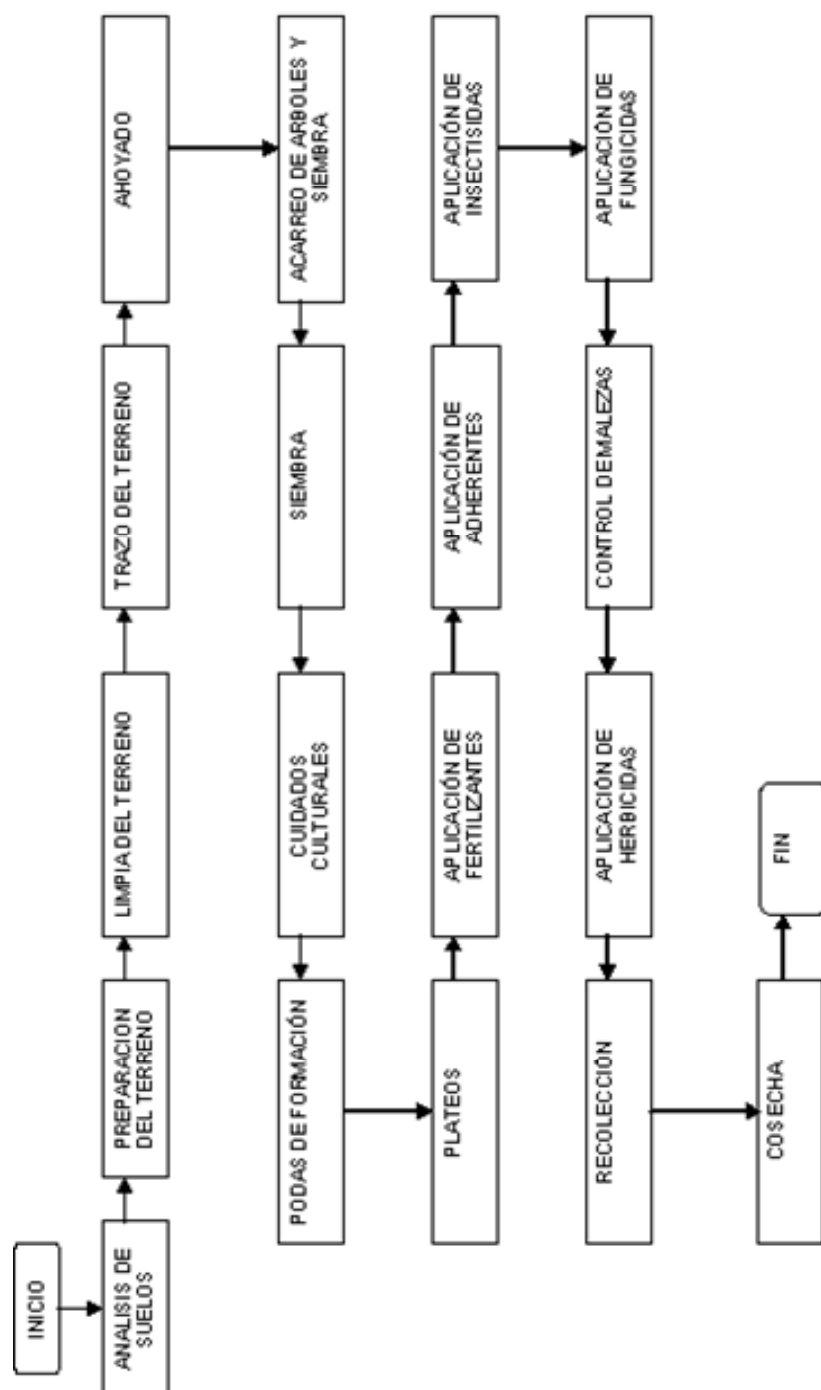 INICIO
ANALISIS DE
SUELOS
PREPARACION
DEL TERRENO
LIMPIA DEL TERRENO
TRAZO DEL TERRENO
AHOYADO
ACARREO DE ARBOLES Y
SIEMBRA
SIEMBRA
CUIDADOS
CULTURALES
PODAS DE FORMACIÓN
PLATEOS
APLICACIÓN DE
FERTILIZANTES
APLICACIÓN DE
ADHERENTES
APLICACIÓN DE
INSECTISIDAS
APLICACIÓN DE
FUNGICIDAS
CONTROL DE MALEZAS
APLICACIÓN DE
HERBICIDAS
RECOLECCIÓN
COSECHA
FIN